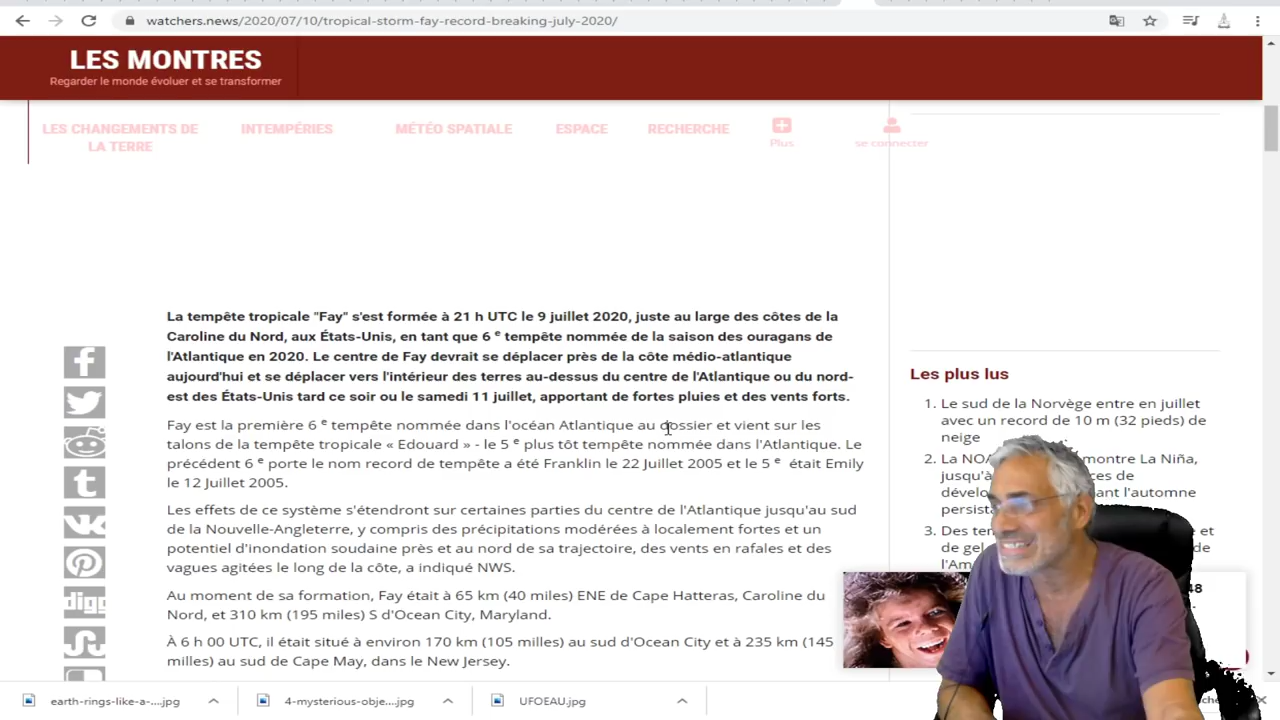 watchers.news/2020/07/10/tropical-storm-fay-record-breaking-july-2020/
LES MONTRES
Regarder le monde évoluer et se transformer
LES CHANGEMENTS DE
LA TERRE
INTEMPÉRIES
MÉTÉO SPATIALE
ESPACE
RECHERCHE
Plus
se connecter
La tempête tropicale "Fay" s'est formée à 21 h UTC le 9 juillet 2020, juste au large des côtes de la
Caroline du Nord, aux États-Unis, en tant que 6 e tempête nommée de la saison des ouragans de
l'Atlantique en 2020. Le centre de Fay devrait se déplacer près de la côte médio-atlantique
aujourd'hui et se déplacer vers l'intérieur des terres au-dessus du centre de l'Atlantique ou du nord-
est des États-Unis tard ce soir ou le samedi 11 juillet, apportant de fortes pluies et des vents forts.
Fay est la première 6 e tempête nommée dans l'océan Atlantique au dossier et vient sur les
talons de la tempête tropicale « Edouard » - le 5 e plus tôt tempête nommée dans l'Atlantique. Le
précédent 6 e porte le nom record de tempête a été Franklin le 22 Juillet 2005 et le 5 e était Emily
le 12 Juillet 2005.
Les effets de ce système s'étendront sur certaines parties du centre de l'Atlantique jusqu'au sud
de la Nouvelle-Angleterre, y compris des précipitations modérées à localement fortes et un
potentiel d'inondation soudaine près et au nord de sa trajectoire, des vents en rafales et des
vagues agitées le long de la côte, a indiqué NWS.
Au moment de sa formation, Fay était à 65 km (40 miles) ENE de Cape Hatteras, Caroline du
Nord, et 310 km (195 miles) S d'Ocean City, Maryland.
À 6 h 00 UTC, il était situé à environ 170 km (105 milles) au sud d'Ocean City et à 235 km (145
milles) au sud de Cape May, dans le New Jersey.
digg
Les plus lus
1. Le sud de la Norvège entre en juillet
avec un record de 10 m (32 pieds) de
neige
2. La montre La Niña,
jusqu'à de
l'automne
3. Des et
de gel de
48
earth-rings-like-a-....jpg
4-mysterious-obje....jpg
UFOEAU.jpg